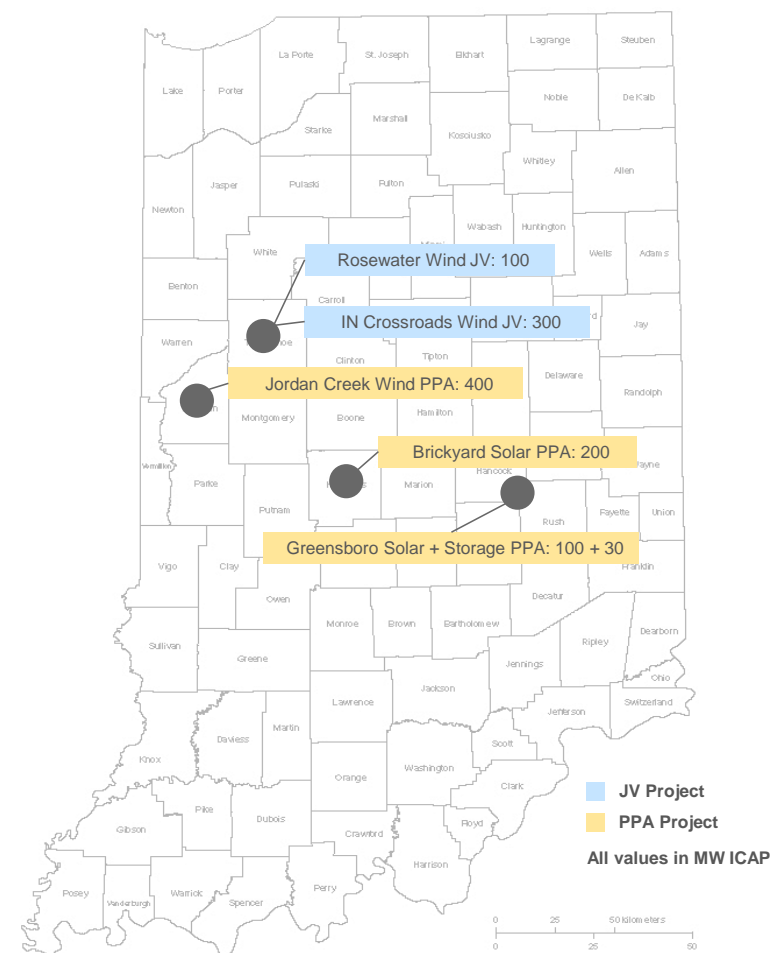 Lagrange
Steuben
La Porte
St. Joseph
Elkhart
Lake
Porter
Noble
De Kalb
Marshall
Starke
Kosciusko
Whitley
Allen
Jasper
Pulaski
Fulton
Newton
Wabash
Huntington
White
Wells
Adams
Rosewater Wind JV: 100
Benton
Carroll
IN Crossroads Wind JV: 300
Jay
Warren
Clinton
Tipton
Jordan Creek Wind PPA: 400
Delaware
Randolph
Montgomery
Boone
Hamilton
Brickyard Solar PPA: 200
Hancock
Parke
Marion
Putnam
Rush
Fayette
Union
Greensboro Solar + Storage PPA: 100 + 30
Vigo
Clay
Franklin
Owen
Decatur
Monroe
Brown
Bartholomew
Sullivan
Greene
Ripley
Dearborn
Jennings
Ohio
Lawrence
Jackson
Switzerland
Jefferson
Knox
Daviess
Martin
Scott
Washington
Orange
Clark
JV Project
Pike
Dubois
Floyd
PPA Project
Gibson
Crawford
All values in MW ICAP
Harrison
Posey
Vanderburgh
Warrick
Spencer
Perry
0 25 50 kilometers
0 25 50